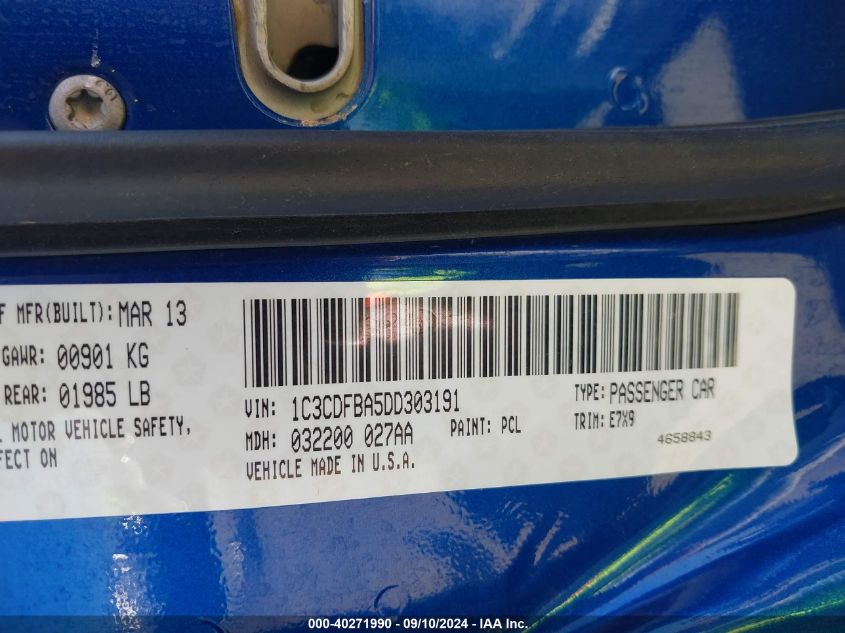 F MFR(BUILT): MAR 13
GAWR: 00901 KG
REAR: 01985 LB
MOTOR VEHICLE SAFETY,
FECT ON
VIN: 1C3CDFBA5DD303191
TYPE: PASSENGER CAR
MDH: 032200 027AA PAINT: PCL
TRIM: E7X9
VEHICLE MADE IN U.S.A.
4658843
000-40271990 - 09/10/2024 - IAA Inc.